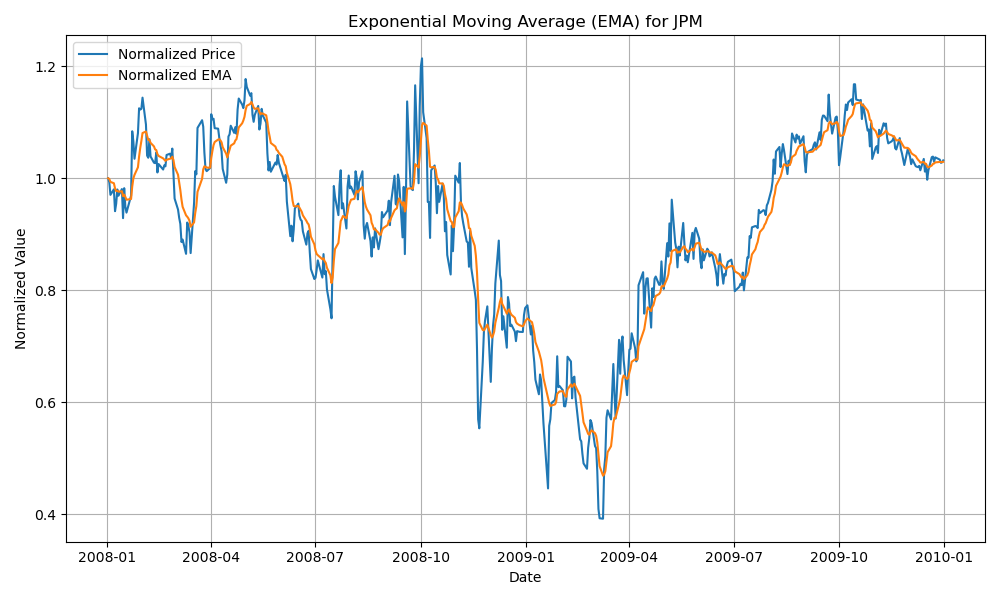 Exponential Moving Average (EMA) for JPM
Normalized Price
Normalized EMA
Normalized Value
1.2
1.0
0.8
0.6
0.4
2008-01 2008-04 2008-07 2008-10 2009-01 2009-04 2009-07 2009-10 2010-01
Date